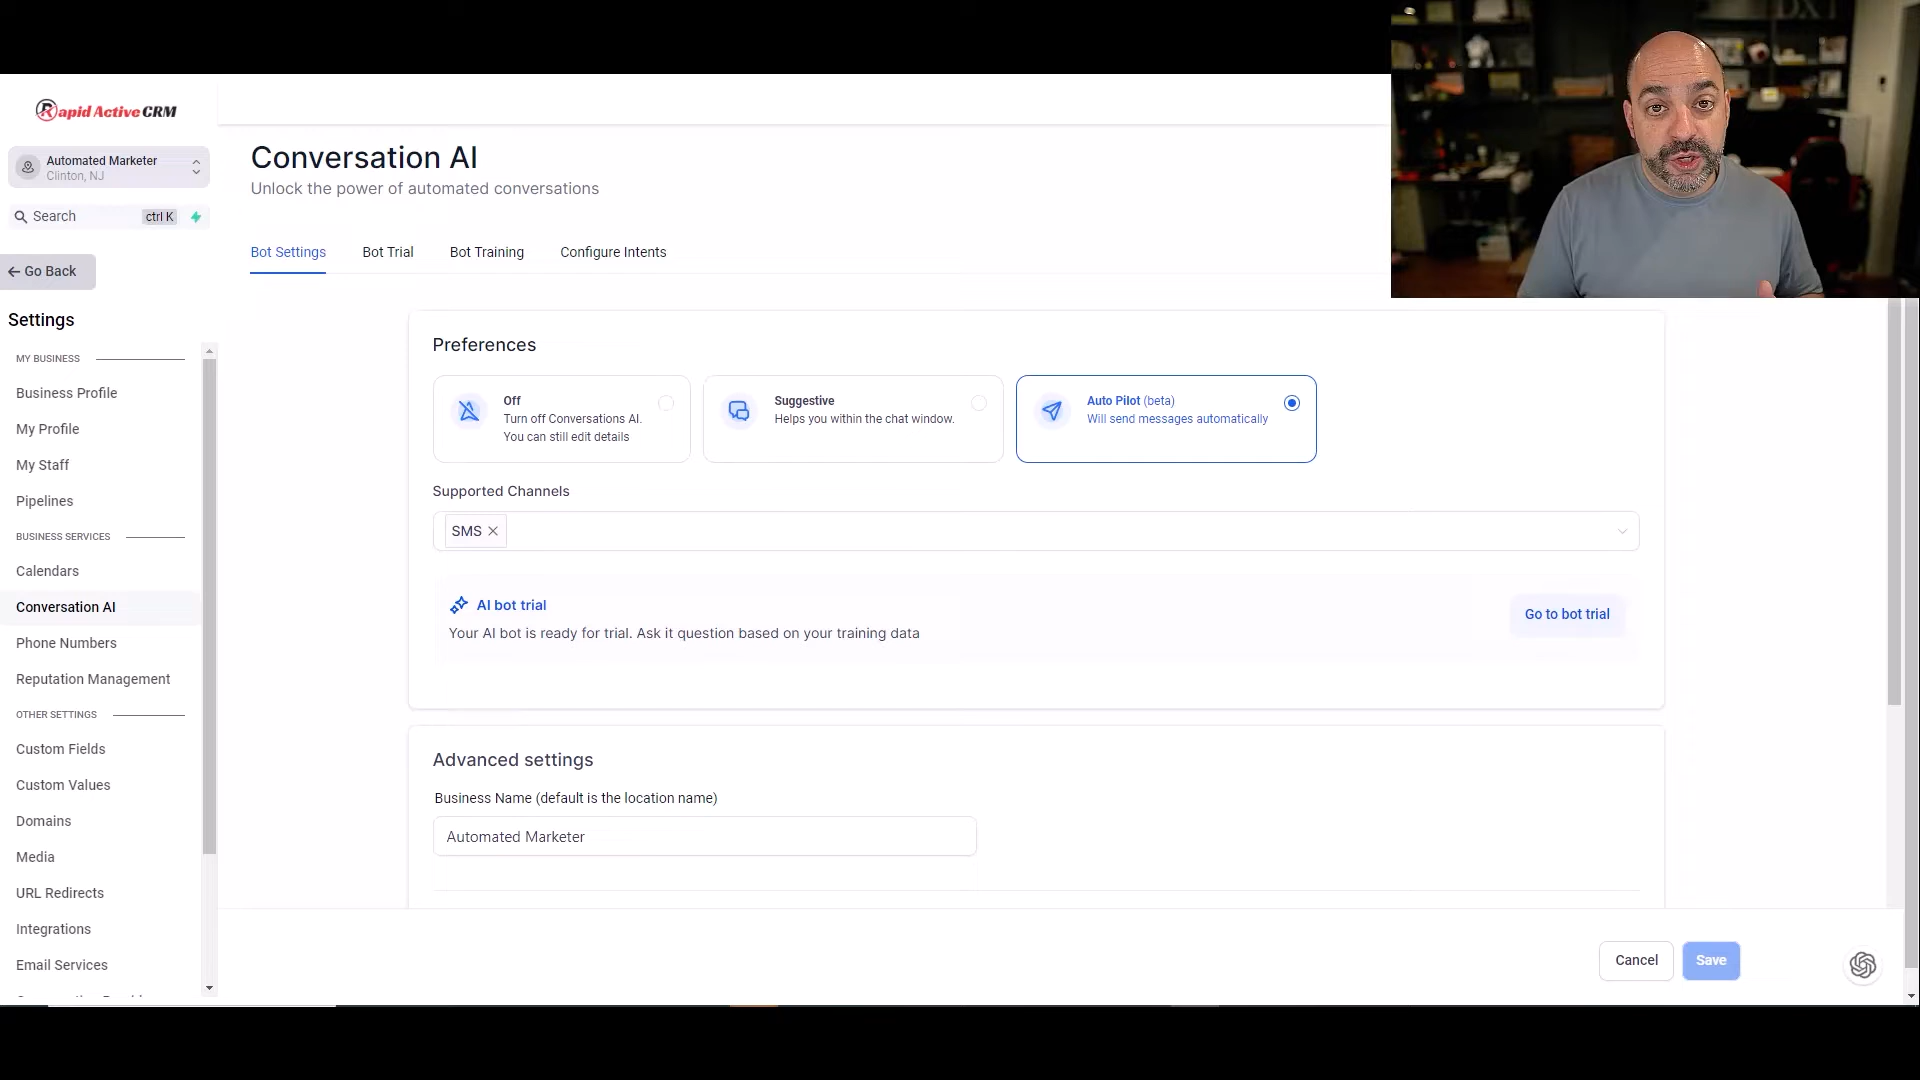 Rapid Active CRM
Automated Marketer
Clinton, NJ
Search
ctrl K
Go Back
Settings
MY BUSINESS
Business Profile
My Profile
My Staff
Pipelines
BUSINESS SERVICES
Calendars
Conversation AI
Phone Numbers
Reputation Management
OTHER SETTINGS
Custom Fields
Custom Values
Domains
Media
URL Redirects
Integrations
Email Services
Conversation AI
Unlock the power of automated conversations
Bot Settings
Bot Trial
Bot Training
Configure Intents
Preferences
Off
Turn off Conversations AI.
You can still edit details
Suggestive
Helps you within the chat window.
Auto Pilot (beta)
Will send messages automatically
Supported Channels
SMS
AI bot trial
Your AI bot is ready for trial. Ask it question based on your training data
Go to bot trial
Advanced settings
Business Name (default is the location name)
Automated Marketer
Cancel
Save